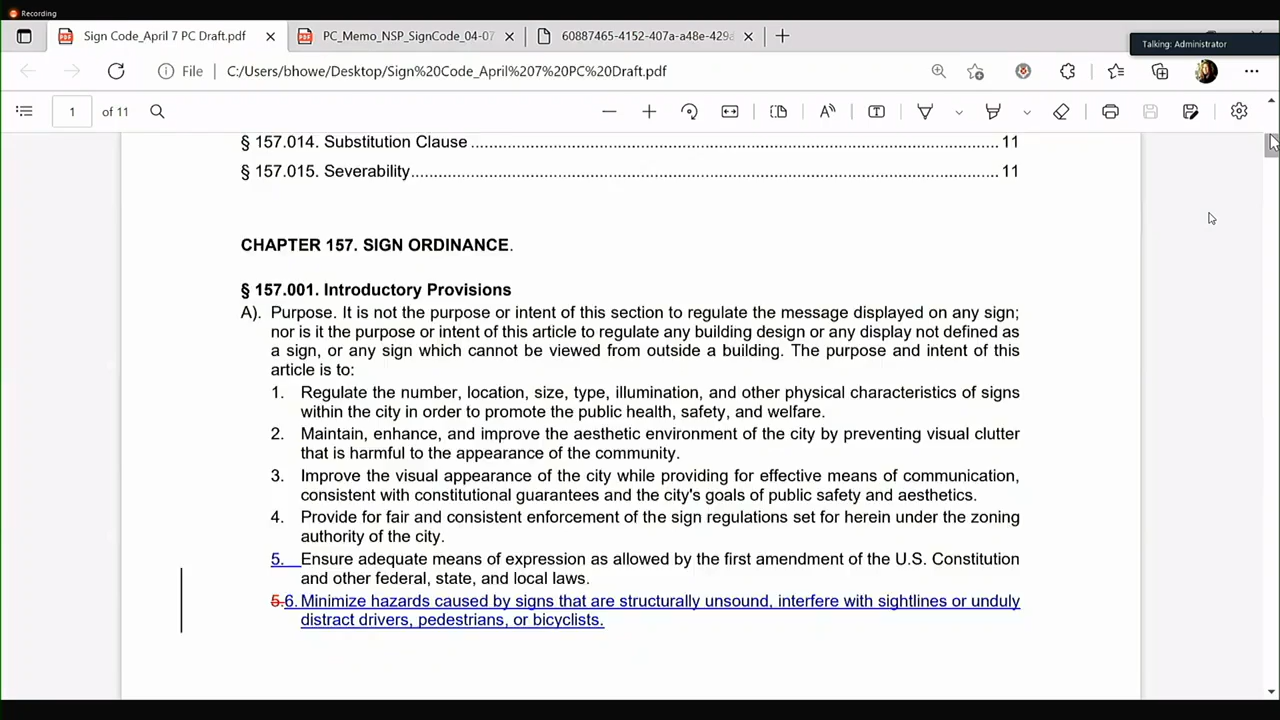 Recording
Sign Code_April 7 PC Draft.pdf
PC_Memo_NSP_SignCode_04-07
60887465-4152-407a-a48e-429a
Talking: Administrator
File
C:/Users/bhowe/Desktop/Sign%20Code_April%207%20PC%20Draft.pdf
1 of 11
§ 157.014. Substitution Clause ........ 11
§ 157.015. Severability........ 11
CHAPTER 157. SIGN ORDINANCE.
§ 157.001. Introductory Provisions
A). Purpose. It is not the purpose or intent of this section to regulate the message displayed on any sign;
nor is it the purpose or intent of this article to regulate any building design or any display not defined as
a sign, or any sign which cannot be viewed from outside a building. The purpose and intent of this
article is to:
1. Regulate the number, location, size, type, illumination, and other physical characteristics of signs
within the city in order to promote the public health, safety, and welfare.
2. Maintain, enhance, and improve the aesthetic environment of the city by preventing visual clutter
that is harmful to the appearance of the community.
3. Improve the visual appearance of the city while providing for effective means of communication,
consistent with constitutional guarantees and the city's goals of public safety and aesthetics.
4. Provide for fair and consistent enforcement of the sign regulations set for herein under the zoning
authority of the city.
5. Ensure adequate means of expression as allowed by the first amendment of the U.S. Constitution
and other federal, state, and local laws.
5.6. Minimize hazards caused by signs that are structurally unsound, interfere with sightlines or unduly
distract drivers, pedestrians, or bicyclists.